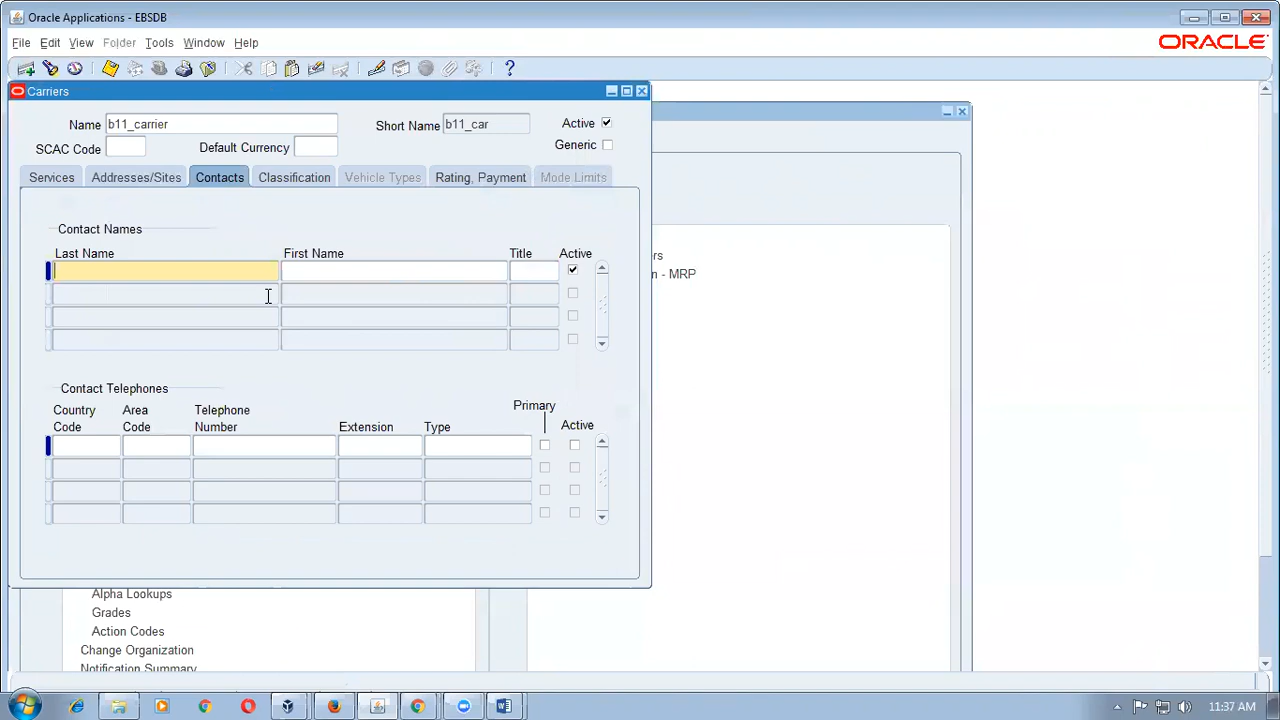 Oracle Applications - EBSDB
File Edit View Folder Tools Window Help
ORACLE
Carriers
Name b11_carrier Short Name b11_car Active
SCAC Code Default Currency Generic
Services Addresses/Sites Contacts Classification Vehicle Types Rating, Payment Mode Limits
Contact Names
Last Name First Name Title Active
ers
n - MRP
Contact Telephones
Country Area Telephone Primary
Code Code Number Extension Type Active
Alpha Lookups
Grades
Action Codes
Change Organization
Notification Summary
11:37 AM